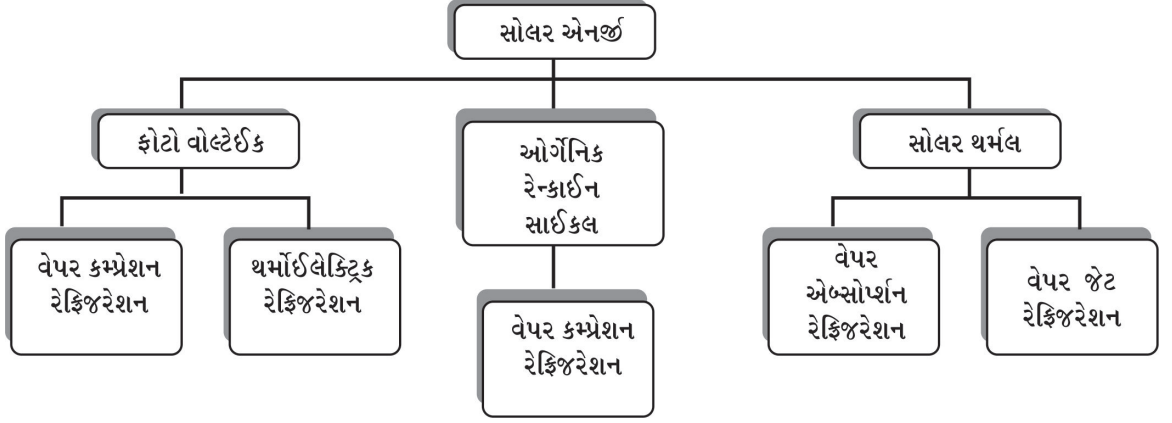 સોલર એનર્જી
ફોટો વોલ્ટેઈક
ઓર્ગેનિક
રેન્કાઈન
સાઈકલ
સોલર થર્મલ
વેપર કમ્પ્રેશન
રેફ્રિજરેશન
થર્મોઈલેક્ટ્રિક
રેફ્રિજરેશન
વેપર કમ્પ્રેશન
રેફ્રિજરેશન
વેપર
એબ્સોર્પ્શન
રેફ્રિજરેશન
વેપર જેટ
રેફ્રિજરેશન